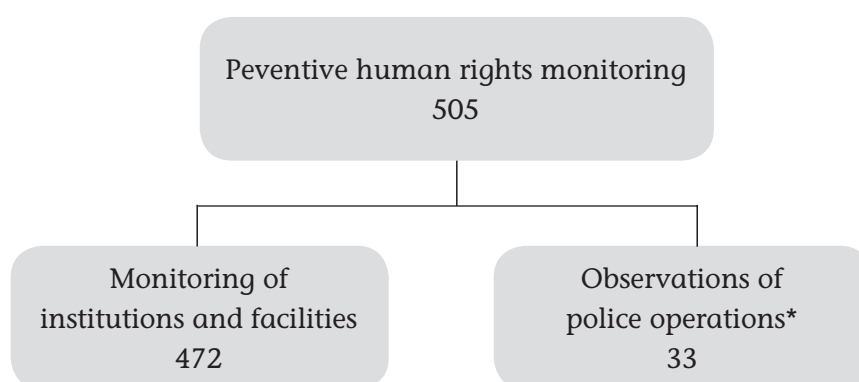 Peventive human rights monitoring
505
Monitoring of
institutions and facilities
472
Observations of
police operations*
33